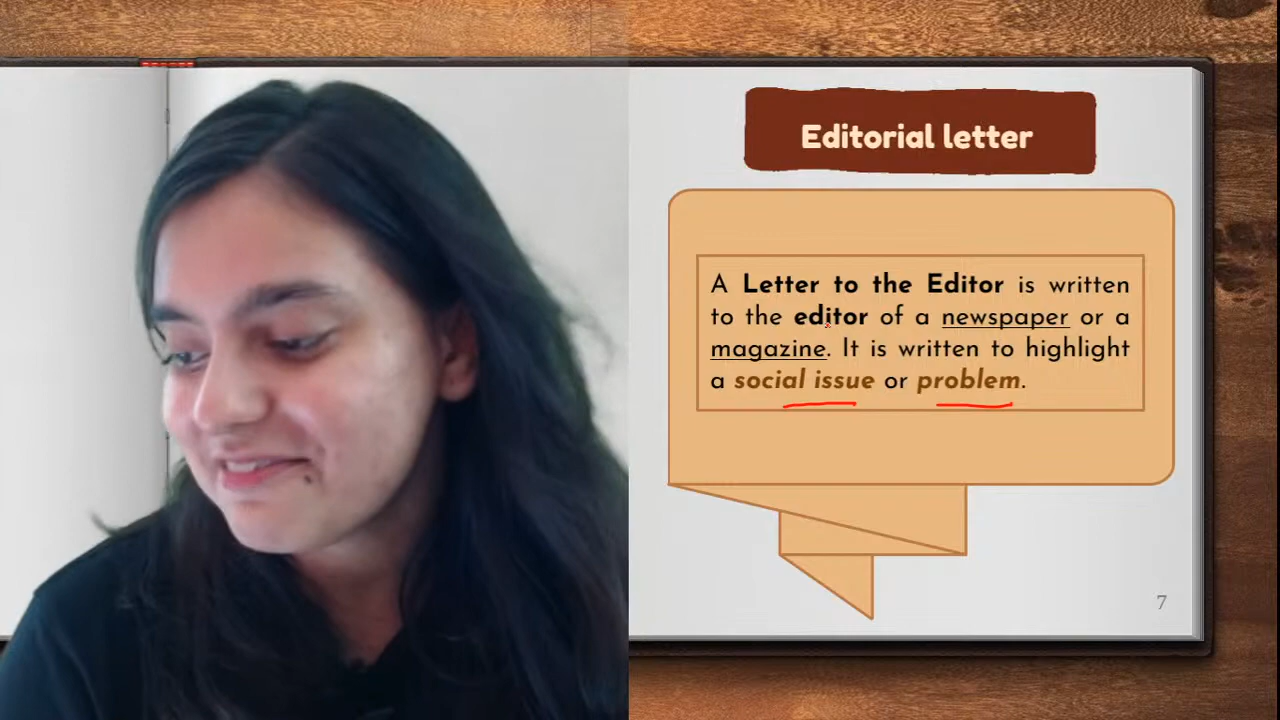 Editorial letter
A Letter to the Editor is written
to the editor of a newspaper or a
magazine. It is written to highlight
a social issue or problem.
7